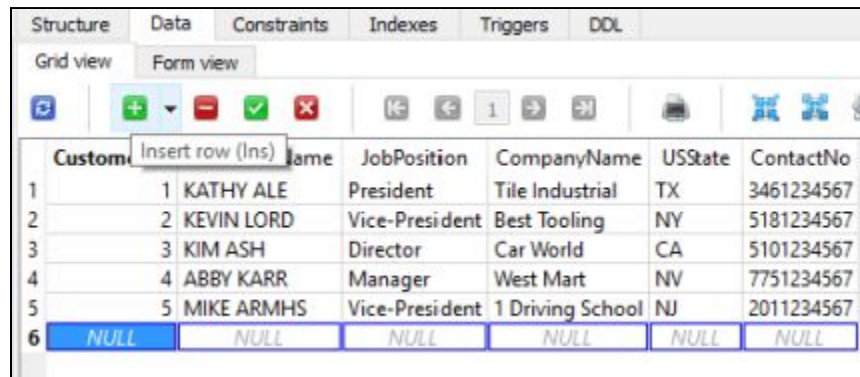 Structure Data Constraints Indexes Triggers DDL
Grid view Form view
1
Insert row (Ins)
Custome ame JobPosition CompanyName USState ContactNo
1 1 KATHY ALE President Tile Industrial TX 3461234567
2 2 KEVIN LORD Vice-President Best Tooling NY 5181234567
3 3 KIM ASH Director Car World CA 5101234567
4 4 ABBY KARR Manager West Mart NV 7751234567
5 5 MIKE ARMHS Vice-President 1 Driving School NJ 2011234567
6 NULL NULL NULL NULL NULL NULL